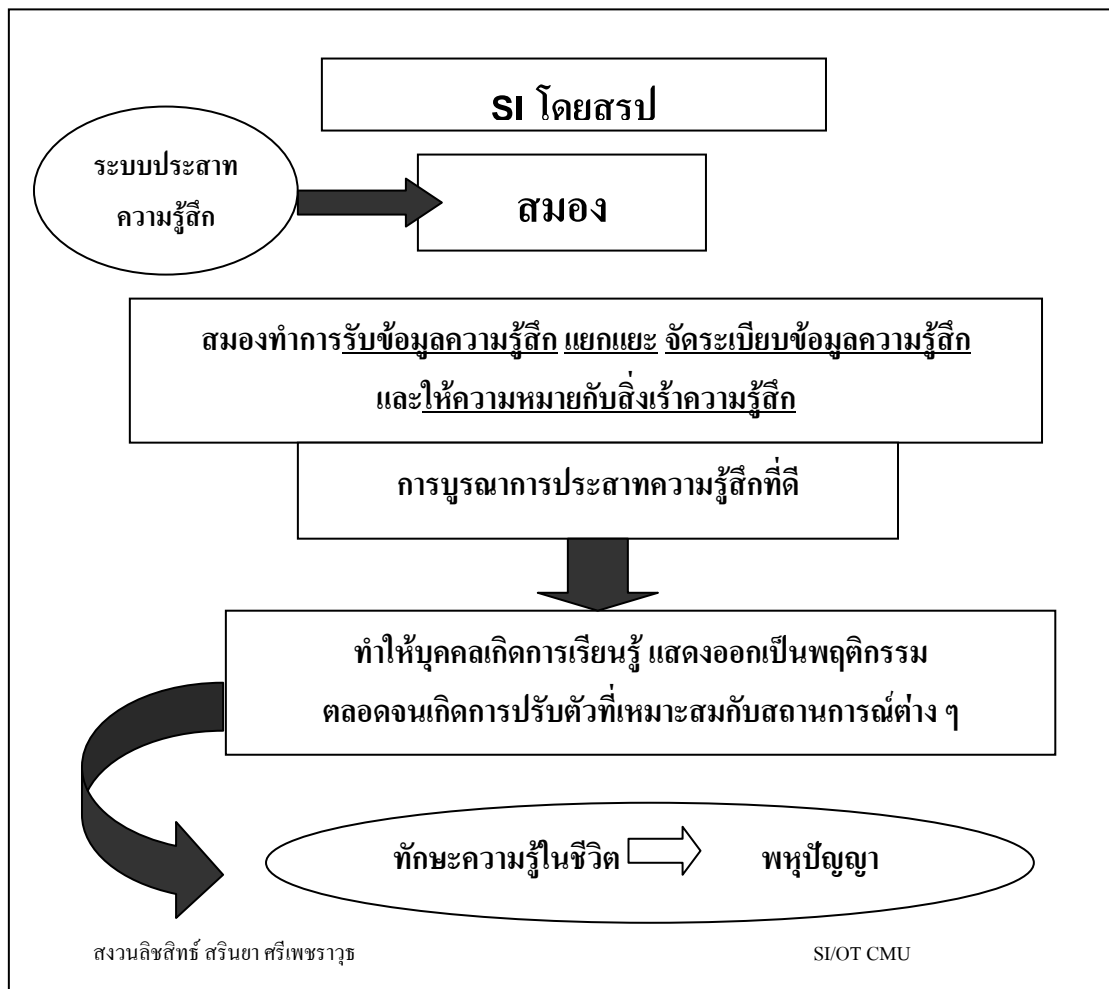 SI โดยสรป
ระบบประสาท
ความรู้สึก
สมอง
สมองทำการรับข้อมูลความรู้สึก แยกแยะ จัดระเบียบข้อมูลความรู้สึก
และให้ความหมายกับสิ่งเร้าความรู้สึก
การบูรณาการประสาทความรู้สึกที่ดี
ทำให้บุคคลเกิดการเรียนรู้ แสดงออกเป็นพฤติกรรม
ตลอดจนเกิดการปรับตัวที่เหมาะสมกับสถานการณ์ต่าง ๆ
ทักษะความรู้ในชีวิต พหุปัญญา
สงวนลิชสิทธ์ สรินยา ศรีเพชราวุธ SI/OT CMU